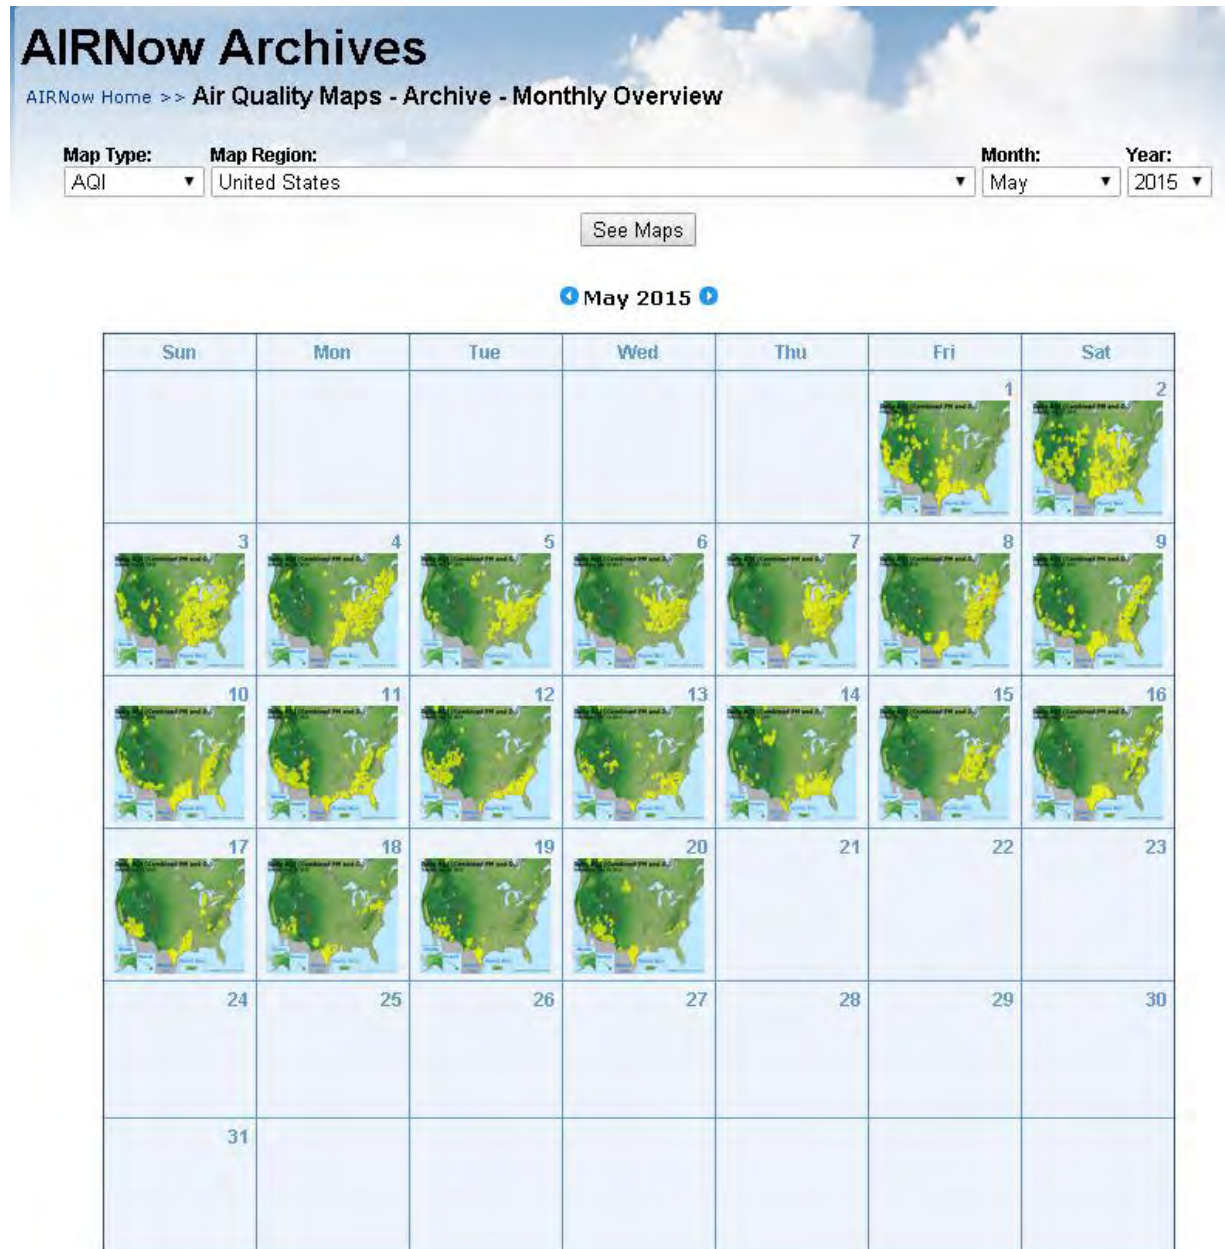 AIRNow Archives
AIRNow Home >> Air Quality Maps - Archive - Monthly Overview
Map Type: Map Region: Month: Year:
AQI United States May 2015
See Maps
May 2015
Sun Mon Tue Wed Thu Fri Sat
1 2
3 4 5 6 7 8 9
10 11 12 13 14 15 16
17 18 19 20 21 22 23
24 25 26 27 28 29 30
31